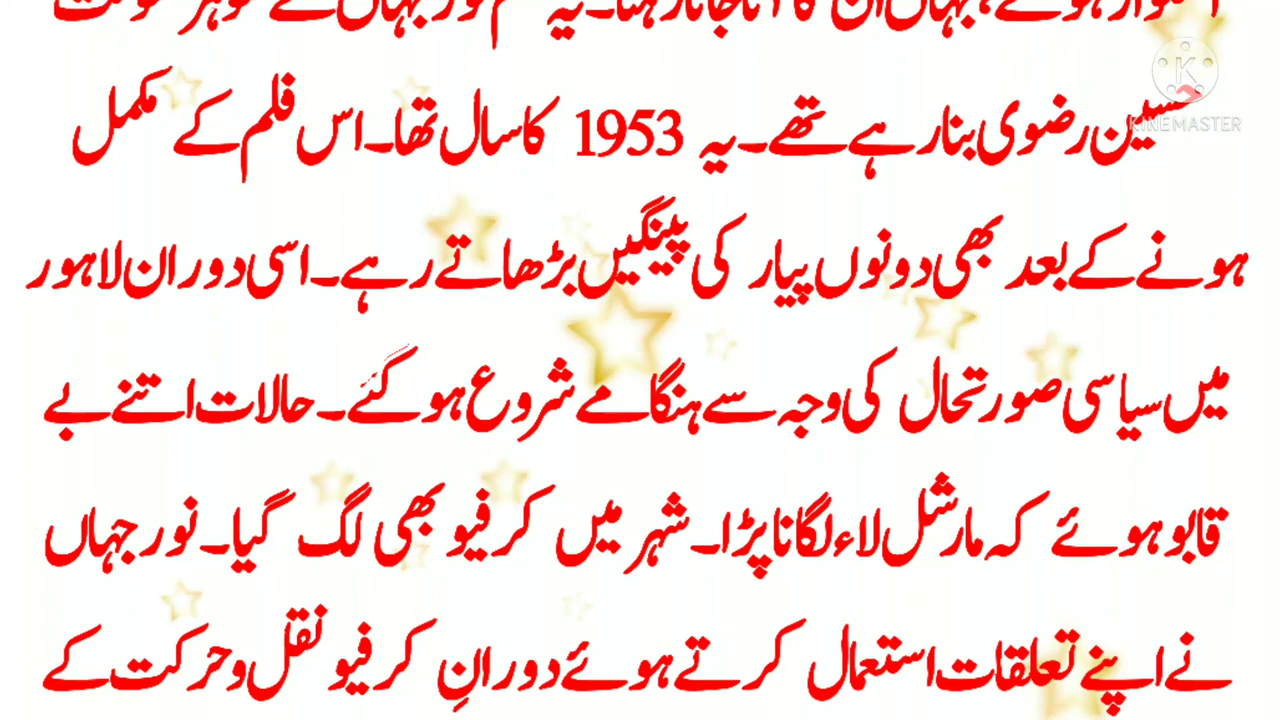 حسین رضوی بنا رہے تھے۔ یہ 1953 کا سال تھا۔ اس فلم کے مکمل
ہونے کے بعد بھی دونوں پیار کی پینگیں بڑھاتے رہے۔ اسی دوران لاہور
میں سیاسی صورتحال کی وجہ سے ہنگامے شروع ہوگئے۔ حالات اتنے بے
قابو ہوئے کہ مارشل لاء لگانا پڑا۔ شہر میں کرفیو بھی لگ گیا۔ نور جہاں
نے اپنے تعلقات استعمال کرتے ہوئے دورانِ کرفیو نقل و حرکت کے
KINEMASTER